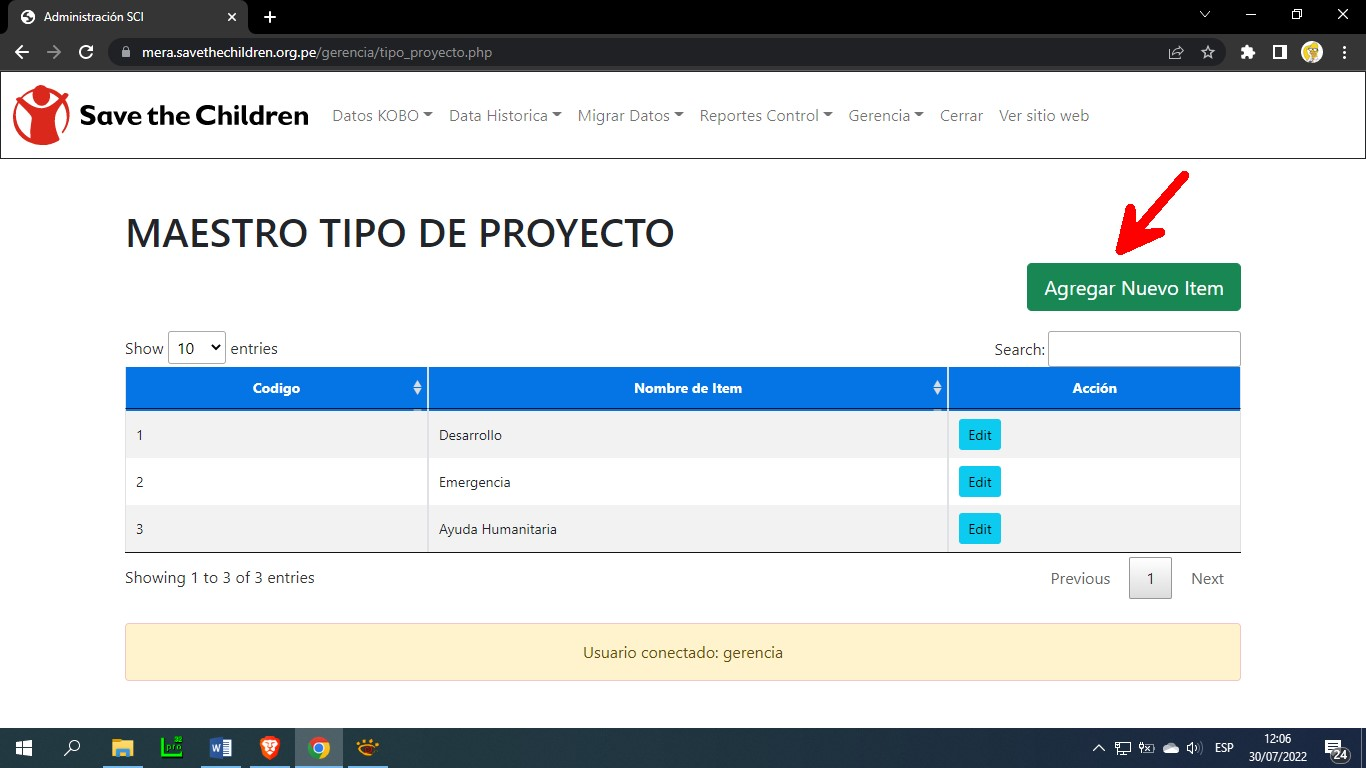 Administración SCI
mera.savethechildren.org.pe/gerencia/tipo_proyecto.php
Save the Children Datos KOBO Data Historica Migrar Datos Reportes Control Gerencia Cerrar Ver sitio web
MAESTRO TIPO DE PROYECTO
Agregar Nuevo Item
Show 10 entries Search:
Codigo Nombre de Item Acción
1 Desarrollo Edit
2 Emergencia Edit
3 Ayuda Humanitaria Edit
Showing 1 to 3 of 3 entries Previous 1 Next
Usuario conectado: gerencia
32
pro
W
ESP
12:06
30/07/2022
24